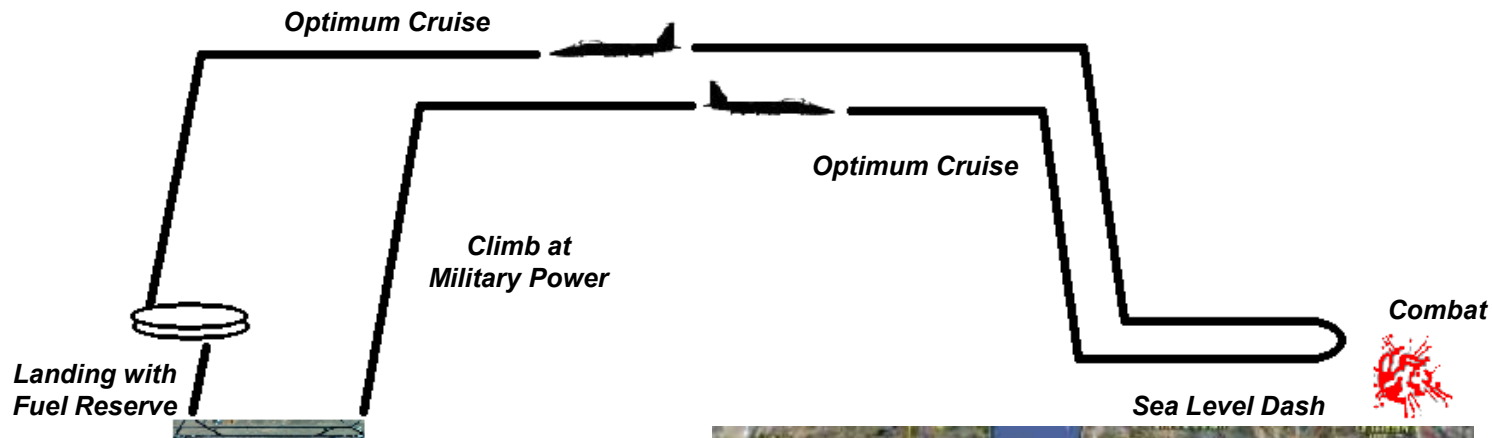 Optimum Cruise
Optimum Cruise
Climb at
Military Power
Combat
Landing with
Fuel Reserve
Sea Level Dash